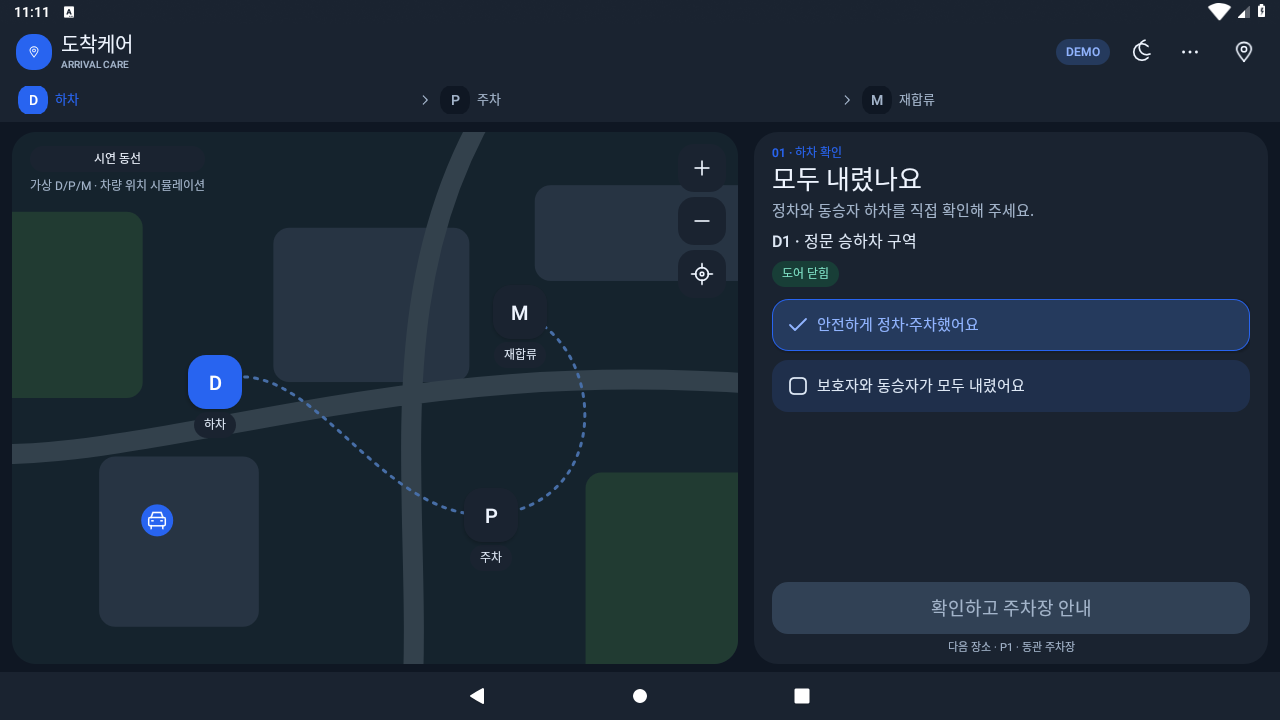 11:11
A
도착케어
ARRIVAL CARE
DEMO
D 하차
P 주차
M 재합류
시연 동선
가상 D/P/M · 차량 위치 시뮬레이션
M
재합류
D
하차
P
주차
01 · 하차 확인
모두 내렸나요
정차와 동승자 하차를 직접 확인해 주세요.
D1 · 정문 승하차 구역
도어 닫힘
안전하게 정차·주차했어요
보호자와 동승자가 모두 내렸어요
확인하고 주차장 안내
다음 장소 · P1 · 동관 주차장